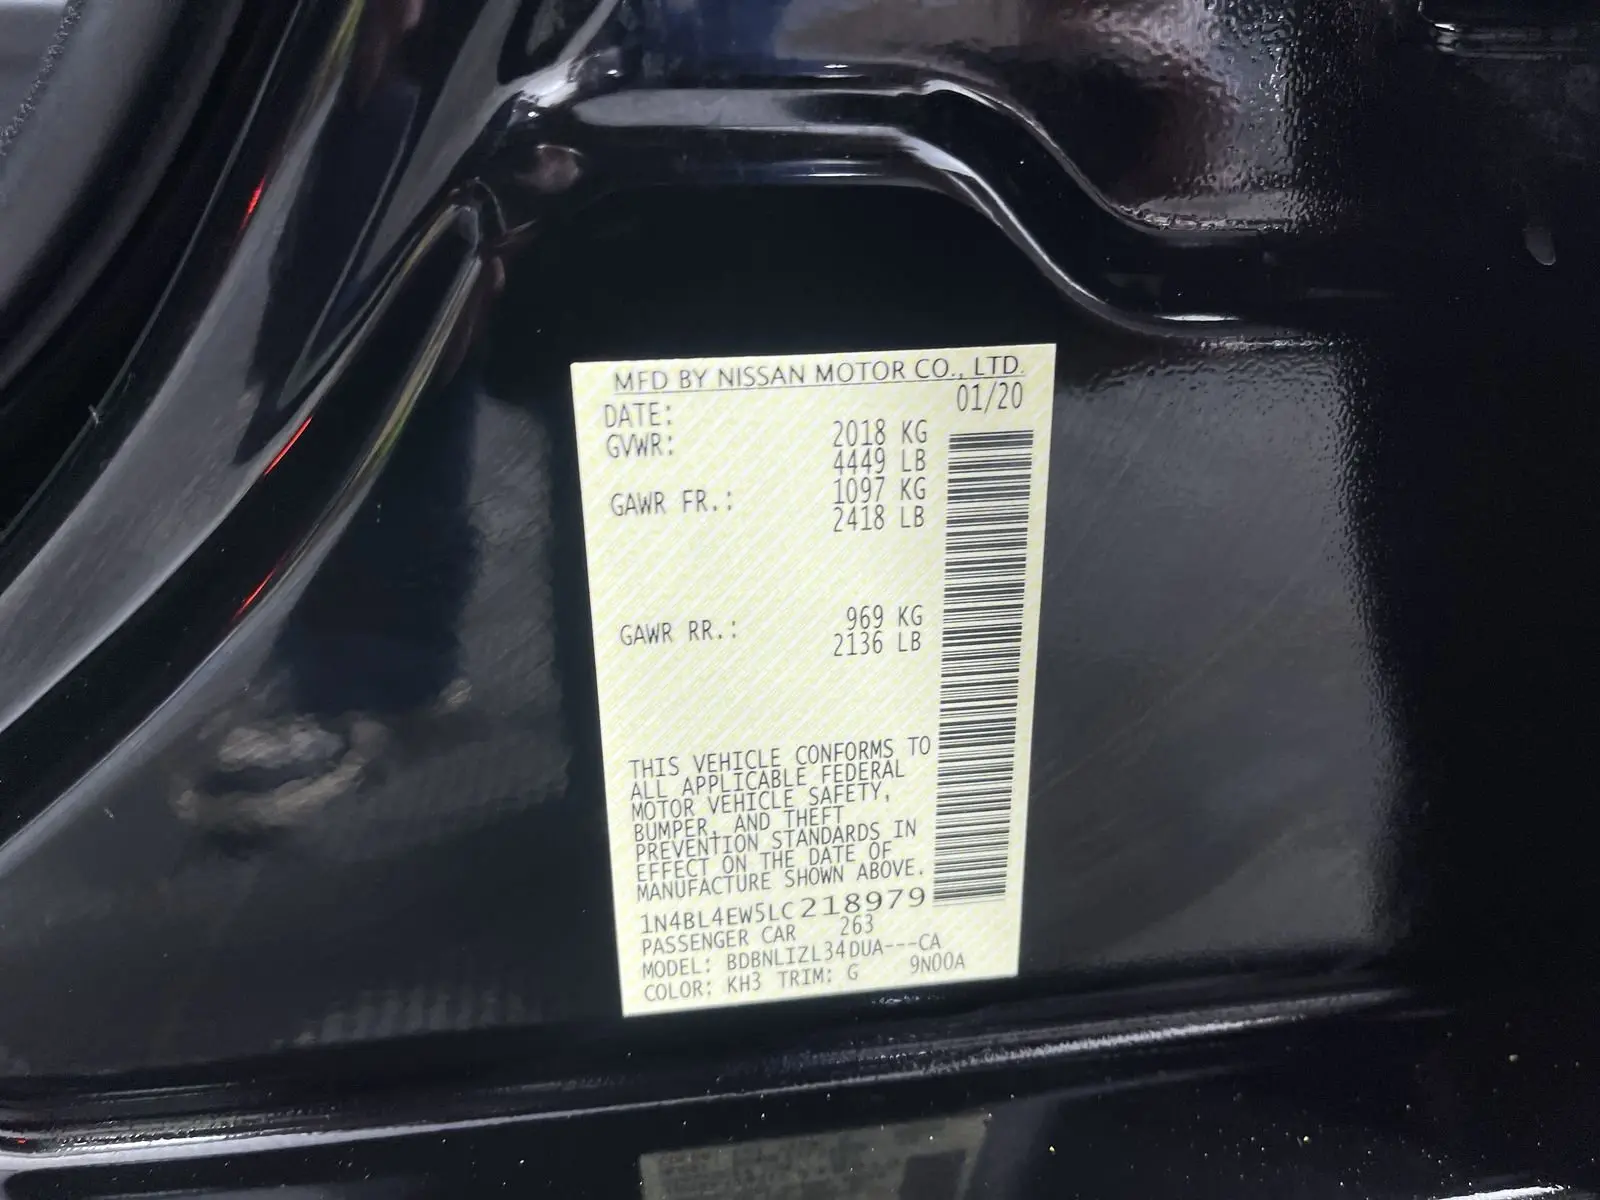 MFD BY NISSAN MOTOR CO., LTD.
DATE: 01/20
GVWR: 2018 KG
4449 LB
GAWR FR.: 1097 KG
2418 LB
GAWR RR.: 969 KG
2136 LB
THIS VEHICLE CONFORMS TO
ALL APPLICABLE FEDERAL
MOTOR VEHICLE SAFETY,
BUMPER, AND THEFT
PREVENTION STANDARDS IN
EFFECT ON THE DATE OF
MANUFACTURE SHOWN ABOVE.
1N4BL4EW5LC218979
PASSENGER CAR 263
MODEL: BDBNLIZL34DUA---CA
COLOR: KH3 TRIM: G 9N00A